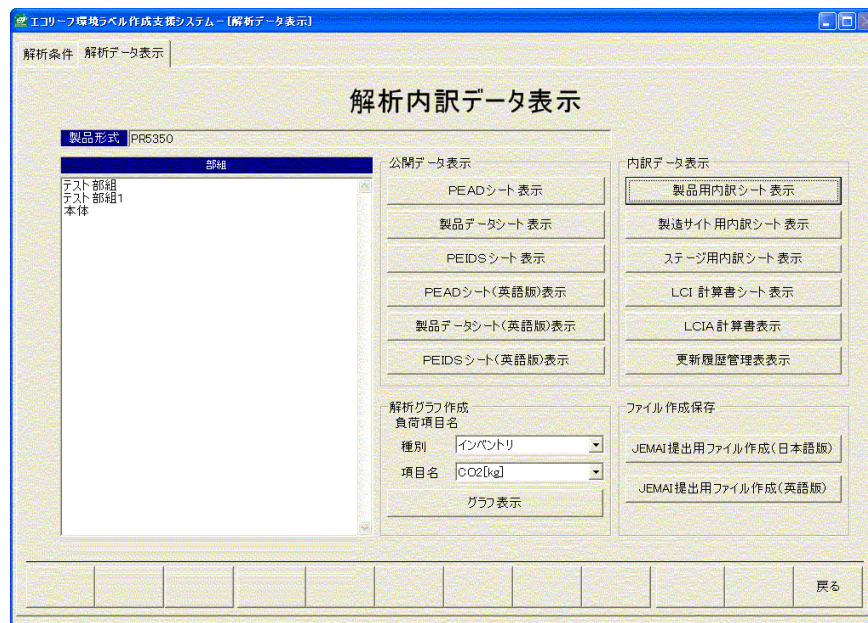 エコリーフ環境ラベル作成支援システム－[解析データ表示]
解析条件 解析データ表示
解析内訳データ表示
製品形式 PR5350
部組
テスト部組
テスト部組1
本体
公開データ表示
PEADシート表示
製品データシート表示
PEIDSシート表示
PEADシート(英語版)表示
製品データシート(英語版)表示
PEIDSシート(英語版)表示
内訳データ表示
製品用内訳シート表示
製造サイト用内訳シート表示
ステージ用内訳シート表示
LCI 計算書シート表示
LCIA計算書表示
更新履歴管理表表示
解析グラフ作成
負荷項目名
種別 インベントリ
項目名 CO2[kg]
グラフ表示
ファイル作成保存
JEMAI提出用ファイル作成(日本語版)
JEMAI提出用ファイル作成(英語版)
戻る